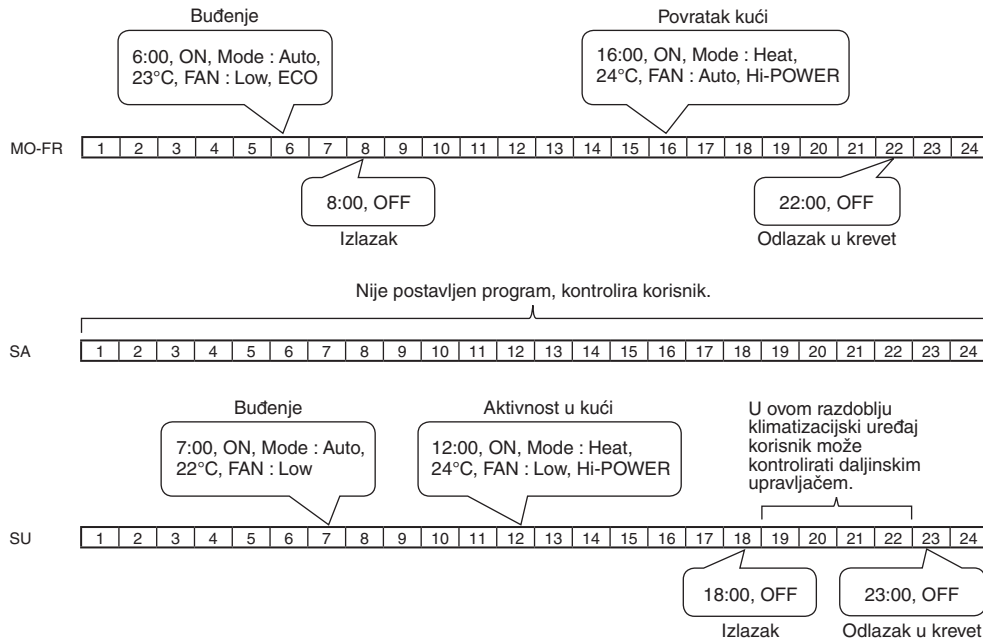 Buđenje
6:00, ON, Mode : Auto,
23°C, FAN : Low, ECO
Povratak kući
16:00, ON, Mode : Heat,
24°C, FAN : Auto, Hi-POWER
MO-FR 1 2 3 4 5 6 7 8 9 10 11 12 13 14 15 16 17 18 19 20 21 22 23 24
8:00, OFF
Izlazak
22:00, OFF
Odlazak u krevet
Nije postavljen program, kontrolira korisnik.
SA 1 2 3 4 5 6 7 8 9 10 11 12 13 14 15 16 17 18 19 20 21 22 23 24
Buđenje
7:00, ON, Mode : Auto,
22°C, FAN : Low
Aktivnost u kući
12:00, ON, Mode : Heat,
24°C, FAN : Low, Hi-POWER
U ovom razdoblju
klimatizacijski uređaj
korisnik može
kontrolirati daljinskim
upravljačem.
SU 1 2 3 4 5 6 7 8 9 10 11 12 13 14 15 16 17 18 19 20 21 22 23 24
18:00, OFF
Izlazak
23:00, OFF
Odlazak u krevet